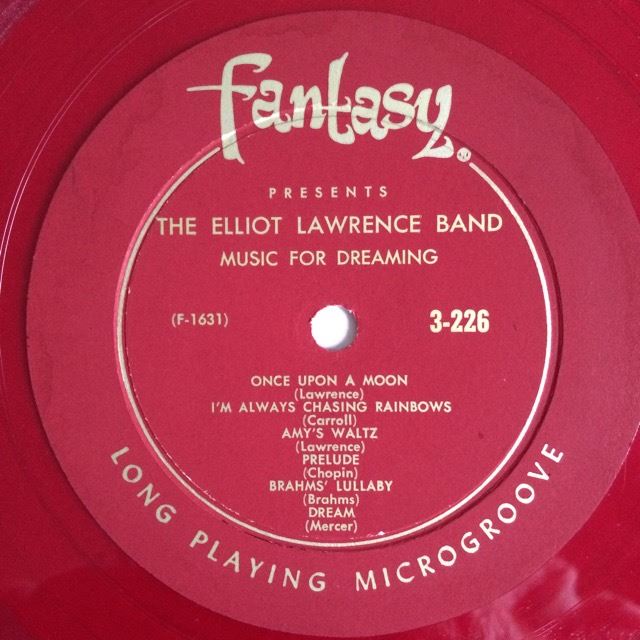 fantasy
PRESENTS
THE ELLIOT LAWRENCE BAND
MUSIC FOR DREAMING
(F-1631) 3-226
ONCE UPON A MOON
(Lawrence)
I'M ALWAYS CHASING RAINBOWS
(Carroll)
AMY'S WALTZ
(Lawrence)
PRELUDE
(Chopin)
BRAHMS' LULLABY
(Brahms)
DREAM
(Mercer)
LONG PLAYING MICROGROOVE